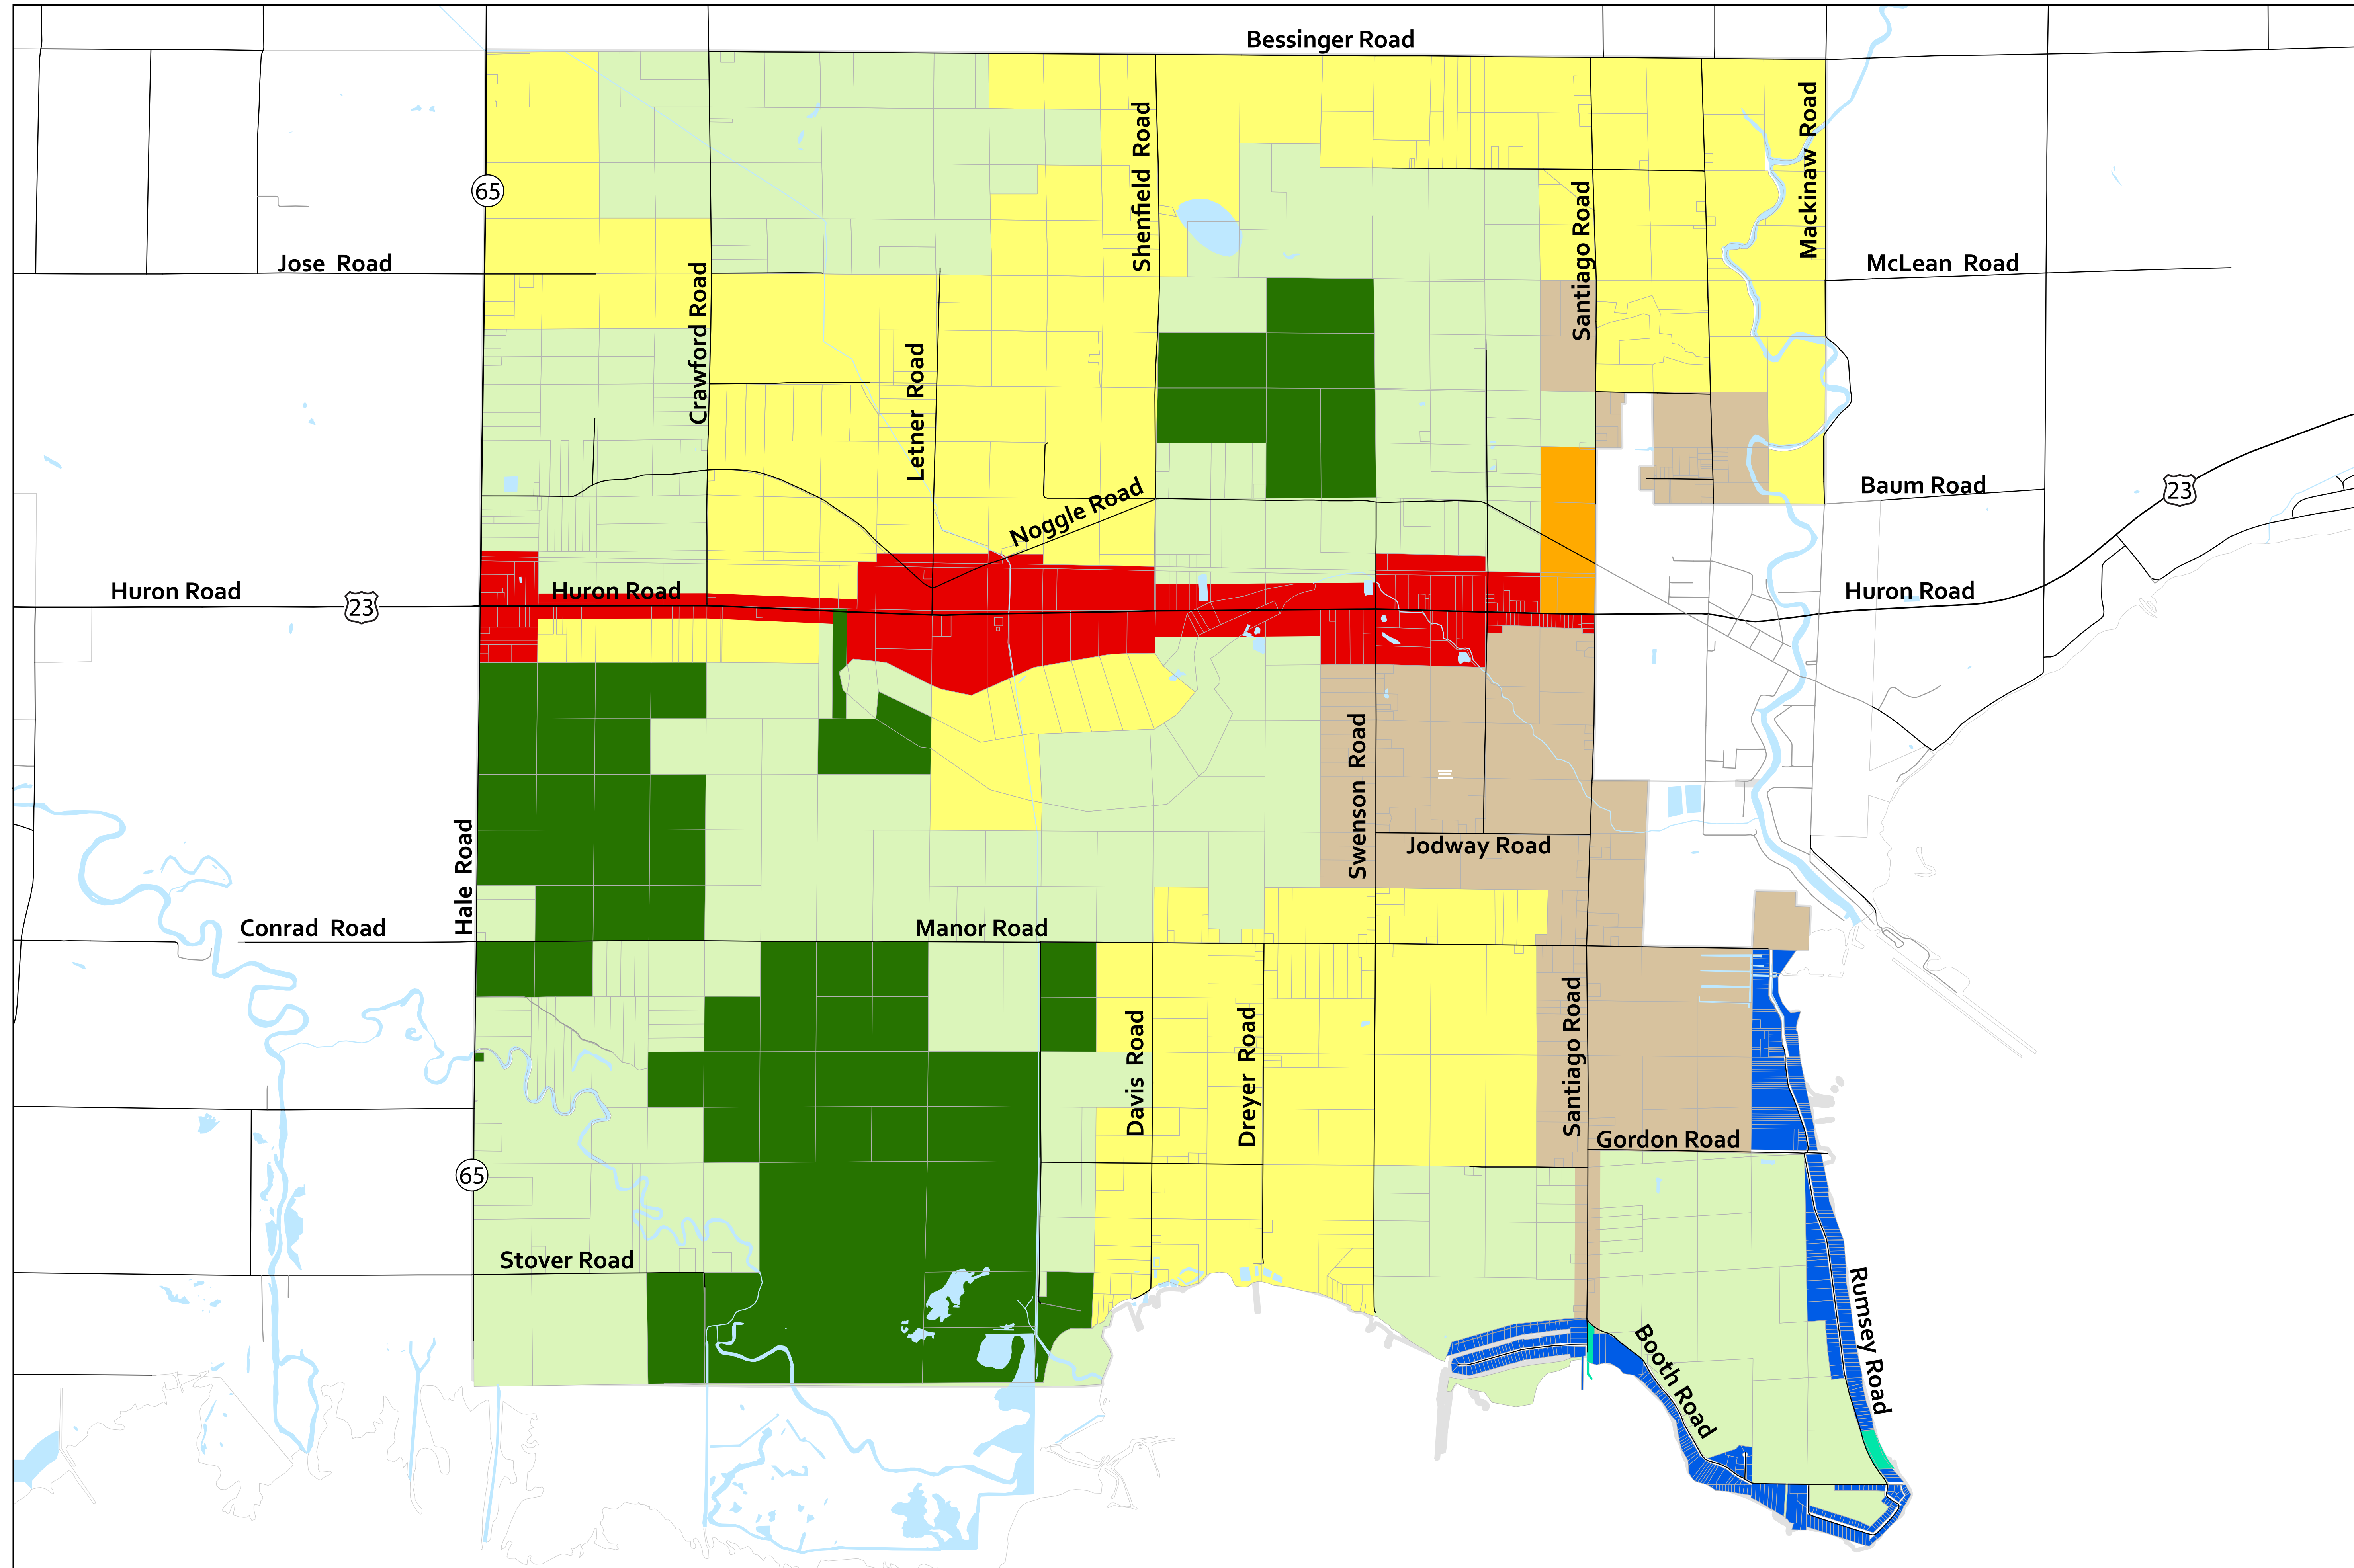 Bessinger Road
Shenfield Road
Mackinaw Road
65
Santiago Road
Jose Road
Crawford Road
McLean Road
Letner Road
Noggle Road
Baum Road
23
Huron Road
23
Huron Road
Huron Road
Swenson Road
Hale Road
Jodway Road
Conrad Road
Manor Road
Davis Road
Dreyer Road
Santiago Road
Gordon Road
65
Stover Road
Rumsey Road
Booth Road